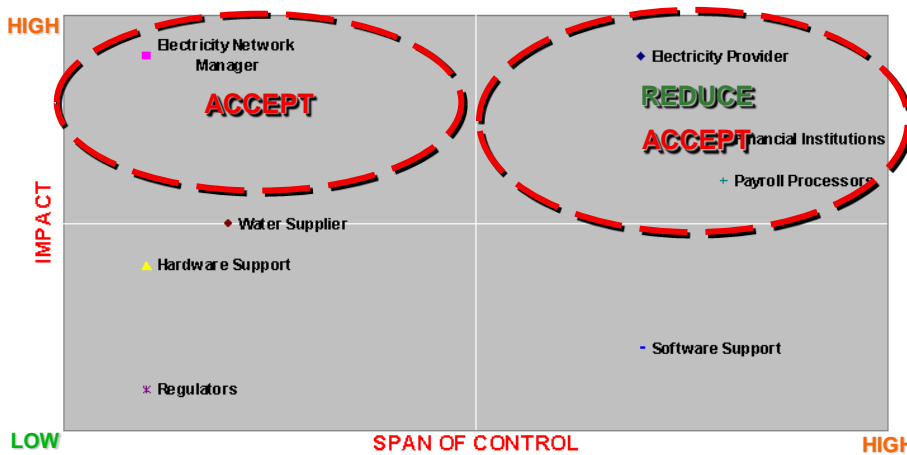 HIGH
Electricity Network
Manager
Electricity Provider
ACCEPT
REDUCE
ACCEPT
Financial Institutions
Payroll Processors
IMPACT
Water Supplier
Hardware Support
Software Support
Regulators
LOW
SPAN OF CONTROL
HIGH